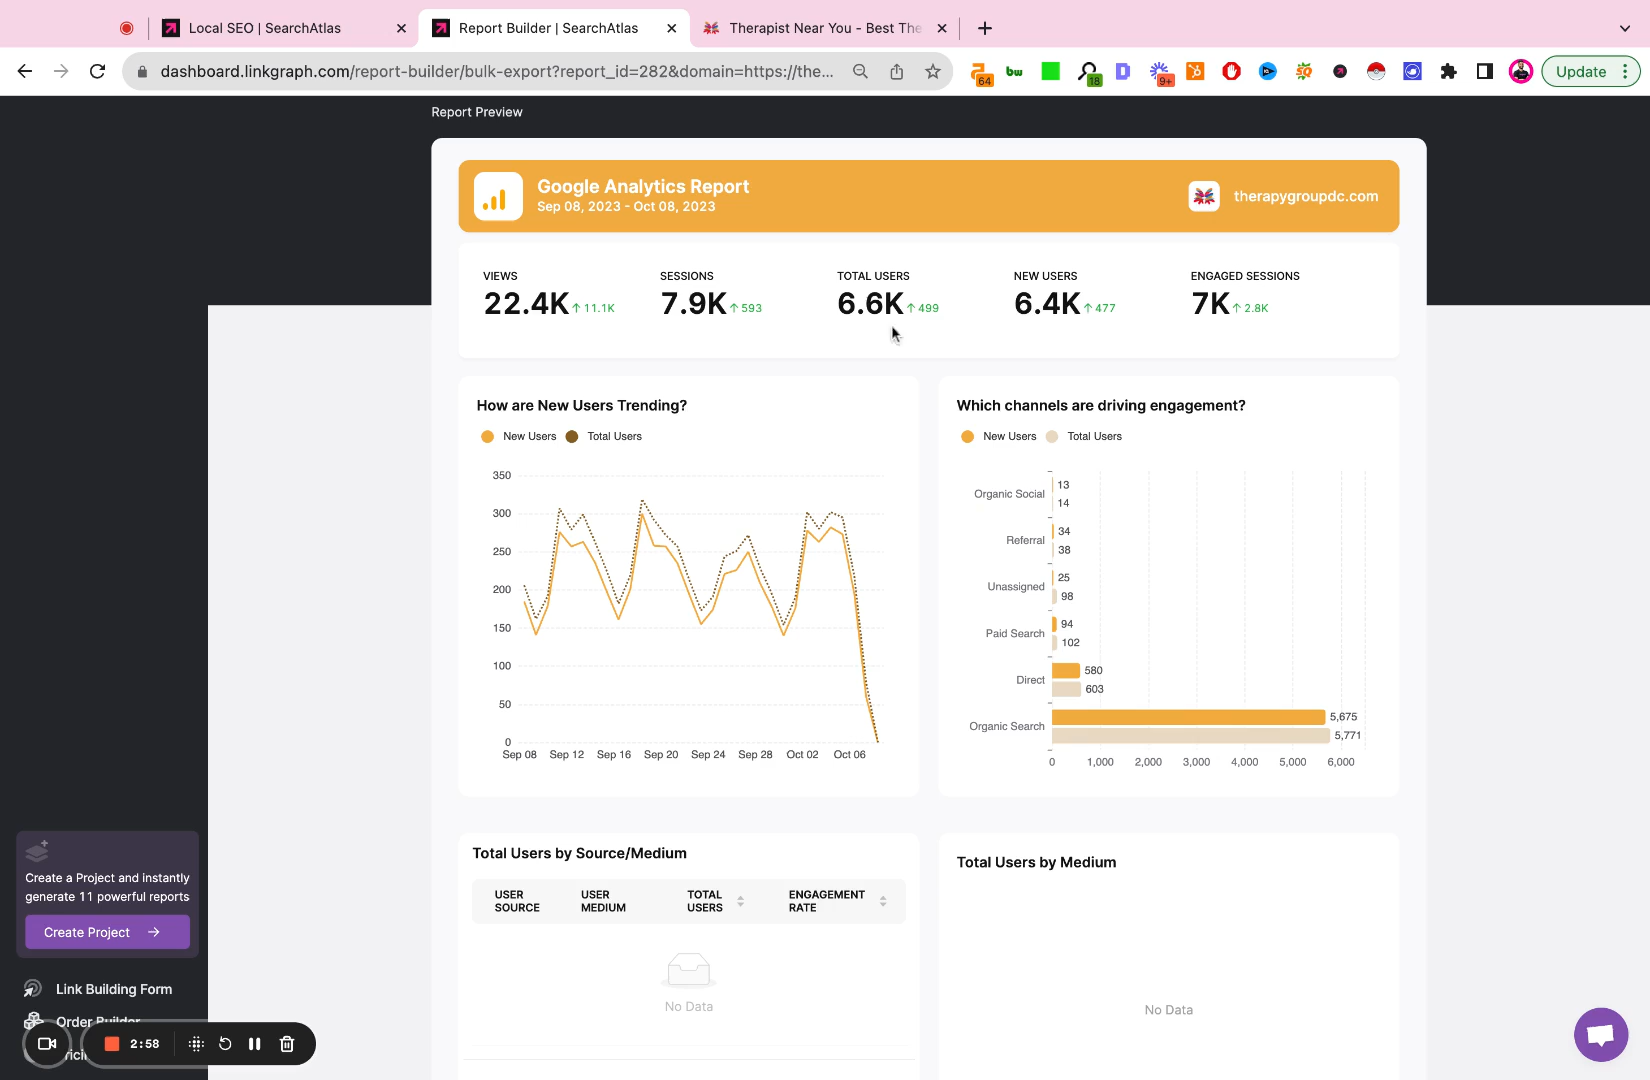 Local SEO | SearchAtlas
Report Builder | SearchAtlas
Therapist Near You - Best The
dashboard.linkgraph.com/report-builder/bulk-export?report_id=282&domain=https://the...
64
bw
18
9+
Update
Report Preview
Google Analytics Report
Sep 08, 2023 - Oct 08, 2023
therapygroupdc.com
VIEWS
22.4K ↑ 11.1K
SESSIONS
7.9K ↑ 593
TOTAL USERS
6.6K ↑ 499
NEW USERS
6.4K ↑ 477
ENGAGED SESSIONS
7K ↑ 2.8K
How are New Users Trending?
New Users Total Users
350
300
250
200
150
100
50
0
Sep 08 Sep 12 Sep 16 Sep 20 Sep 24 Sep 28 Oct 02 Oct 06
Which channels are driving engagement?
New Users Total Users
Organic Social 13
14
Referral 34
38
Unassigned 25
98
Paid Search 94
102
Direct 580
603
Organic Search 5,675
5,771
0 1,000 2,000 3,000 4,000 5,000 6,000
Total Users by Source/Medium
USER SOURCE
USER MEDIUM
TOTAL USERS
ENGAGEMENT RATE
No Data
Total Users by Medium
No Data
Create a Project and instantly
generate 11 powerful reports
Create Project →
Link Building Form
Order Builder
2:58